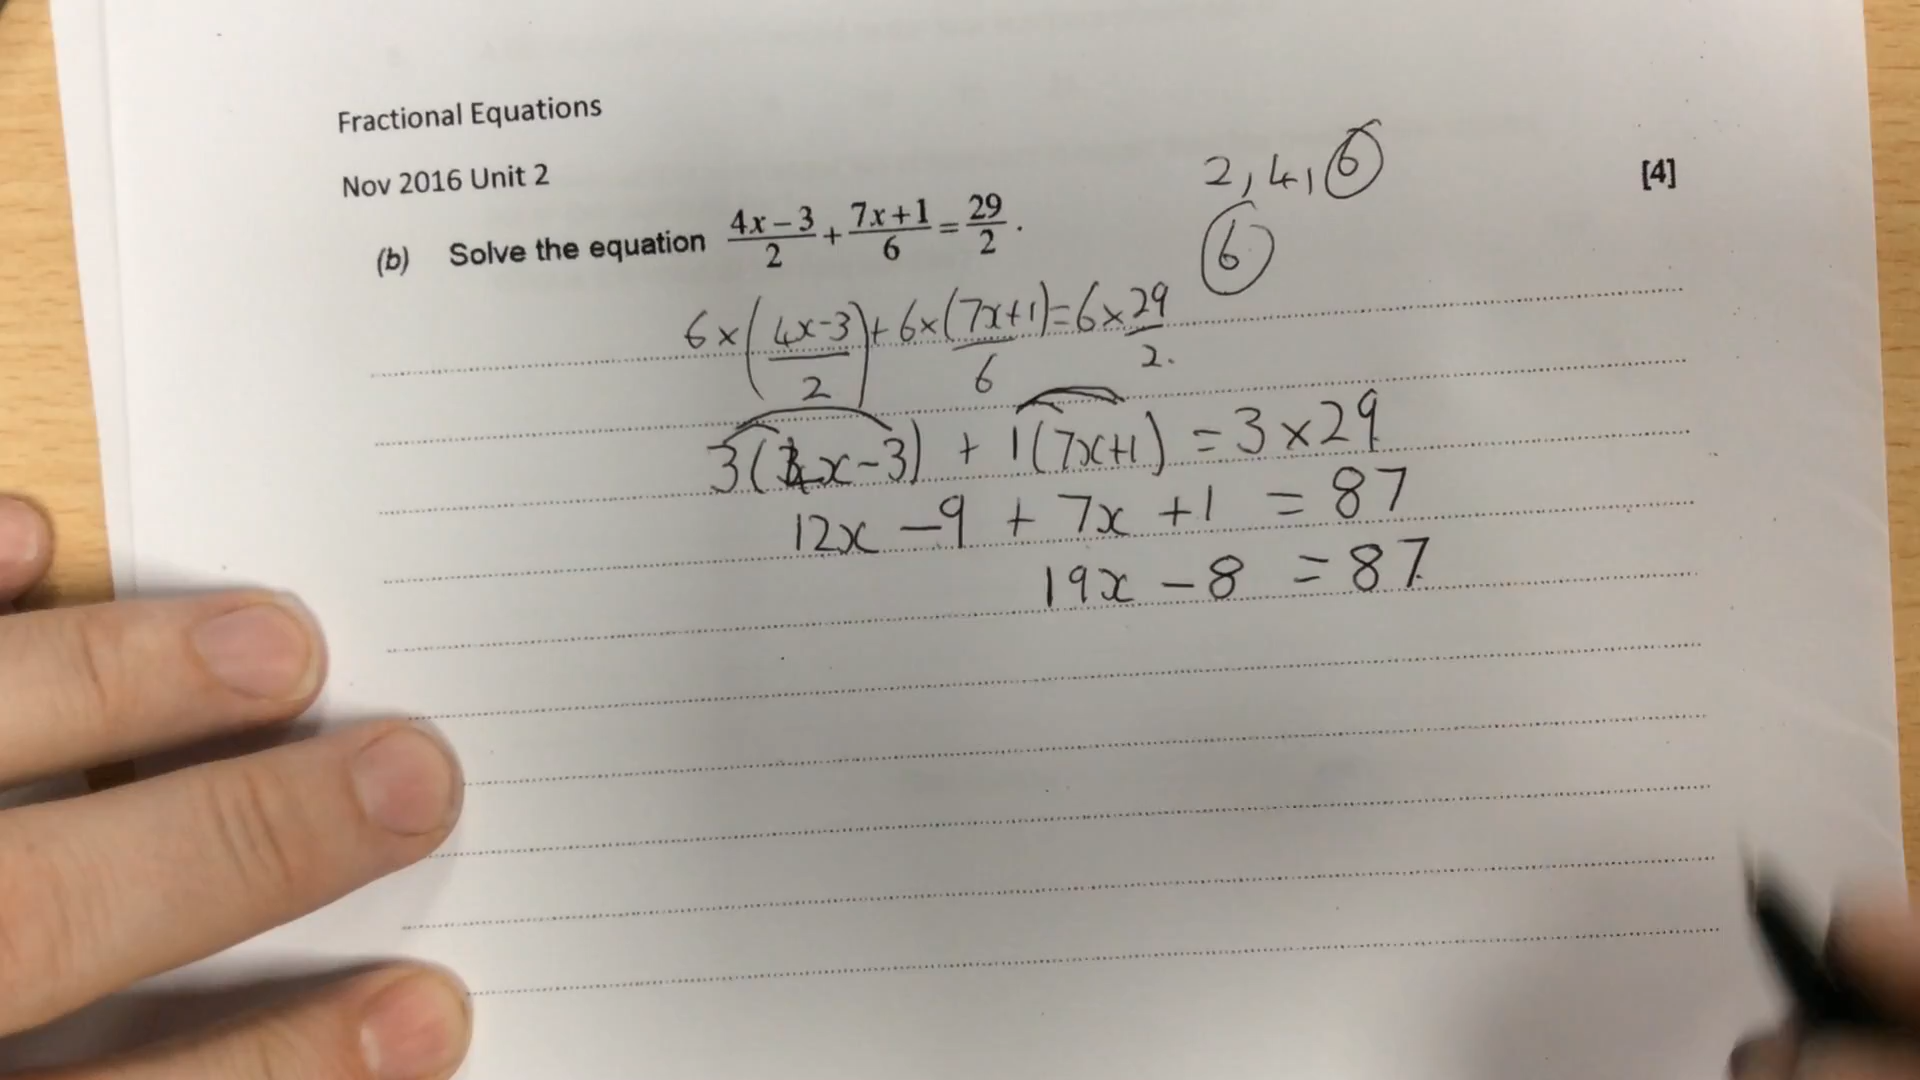 Fractional Equations
2, 4, 6
Nov 2016 Unit 2
[4]
(b) Solve the equation (4x – 3)/2 + (7x + 1)/6 = 29/2 .
6
6 × (4x-3/2) + 6 × (7x+1)/6 = 6 × 29/2.
3(4x-3) + 1(7x+1) = 3 × 29
12x - 9 + 7x + 1 = 87
19x - 8 = 87